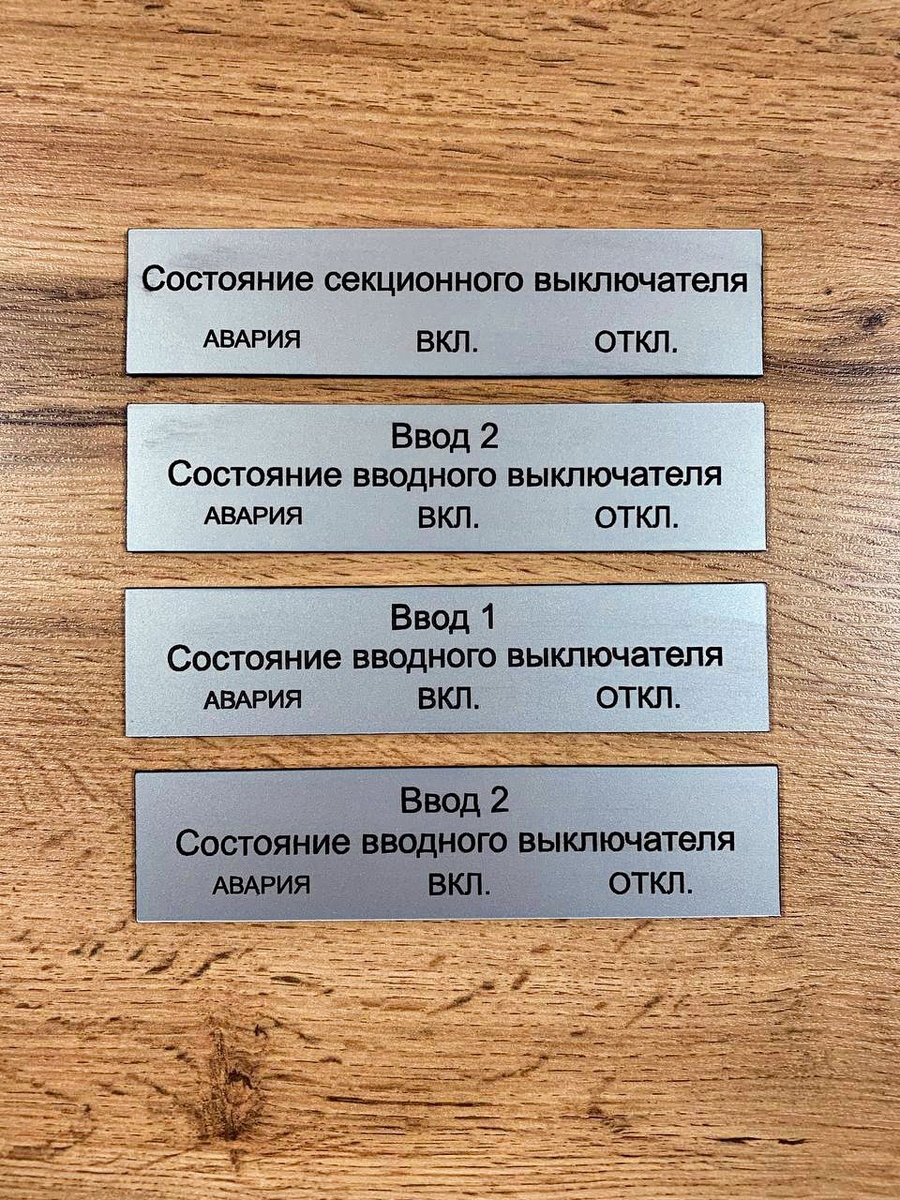 Состояние секционного выключателя
АВАРИЯ ВКЛ. ОТКЛ.
Ввод 2
Состояние вводного выключателя
АВАРИЯ ВКЛ. ОТКЛ.
Ввод 1
Состояние вводного выключателя
АВАРИЯ ВКЛ. ОТКЛ.
Ввод 2
Состояние вводного выключателя
АВАРИЯ ВКЛ. ОТКЛ.